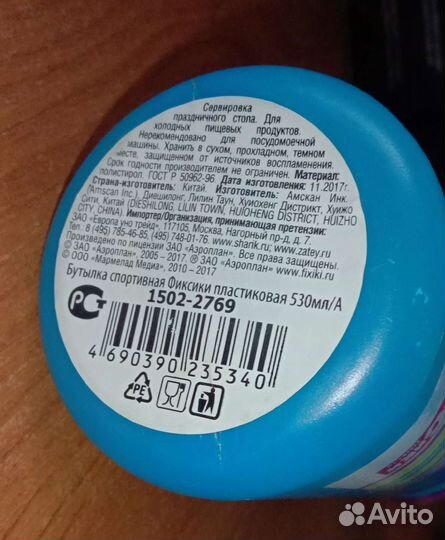 Сервировка
праздничного стола. Для
холодных пищевых продуктов.
Нерекомендовано для посудомоечной
машины. Хранить в сухом, прохладном, темном
месте, защищенном от источников воспламенения.
Срок годности производителем не ограничен. Материал:
полистирол. ГОСТ Р 50962-96. Дата изготовления: 11.2017г.
Страна-изготовитель: Китай. Изготовитель: Амскан Инк.
("Amscan Inc.) Диешилонг, Лилин Таун, Хуиохенг Дистрикт, Хуижо
Сити, Китай (DIESHILONG LILIN TOWN, HUIOHENG DISTRICT, HUIZHO
CITY, CHINA) Импортер/Организация, принимающая претензии:
ЗАО "Европа уно трейд", 117105, Москва, Нагорный пр-д, д. 7.
8 (495) 785-46-85, (495) 748-01-76. www.sharik.ru; www.zatey.ru
Произведено по лицензии ЗАО «Аэроплан». Все права защищены.
© ЗАО «Аэроплан», 2005 – 2017, ® ЗАО «Аэроплан» www.fixiki.ru
© ООО «Мармелад Медиа», 2010 – 2017
Бутылка спортивная Фиксики пластиковая 530мл/А
1502-2769
РСТ
4 690390 235340
PE
Avito